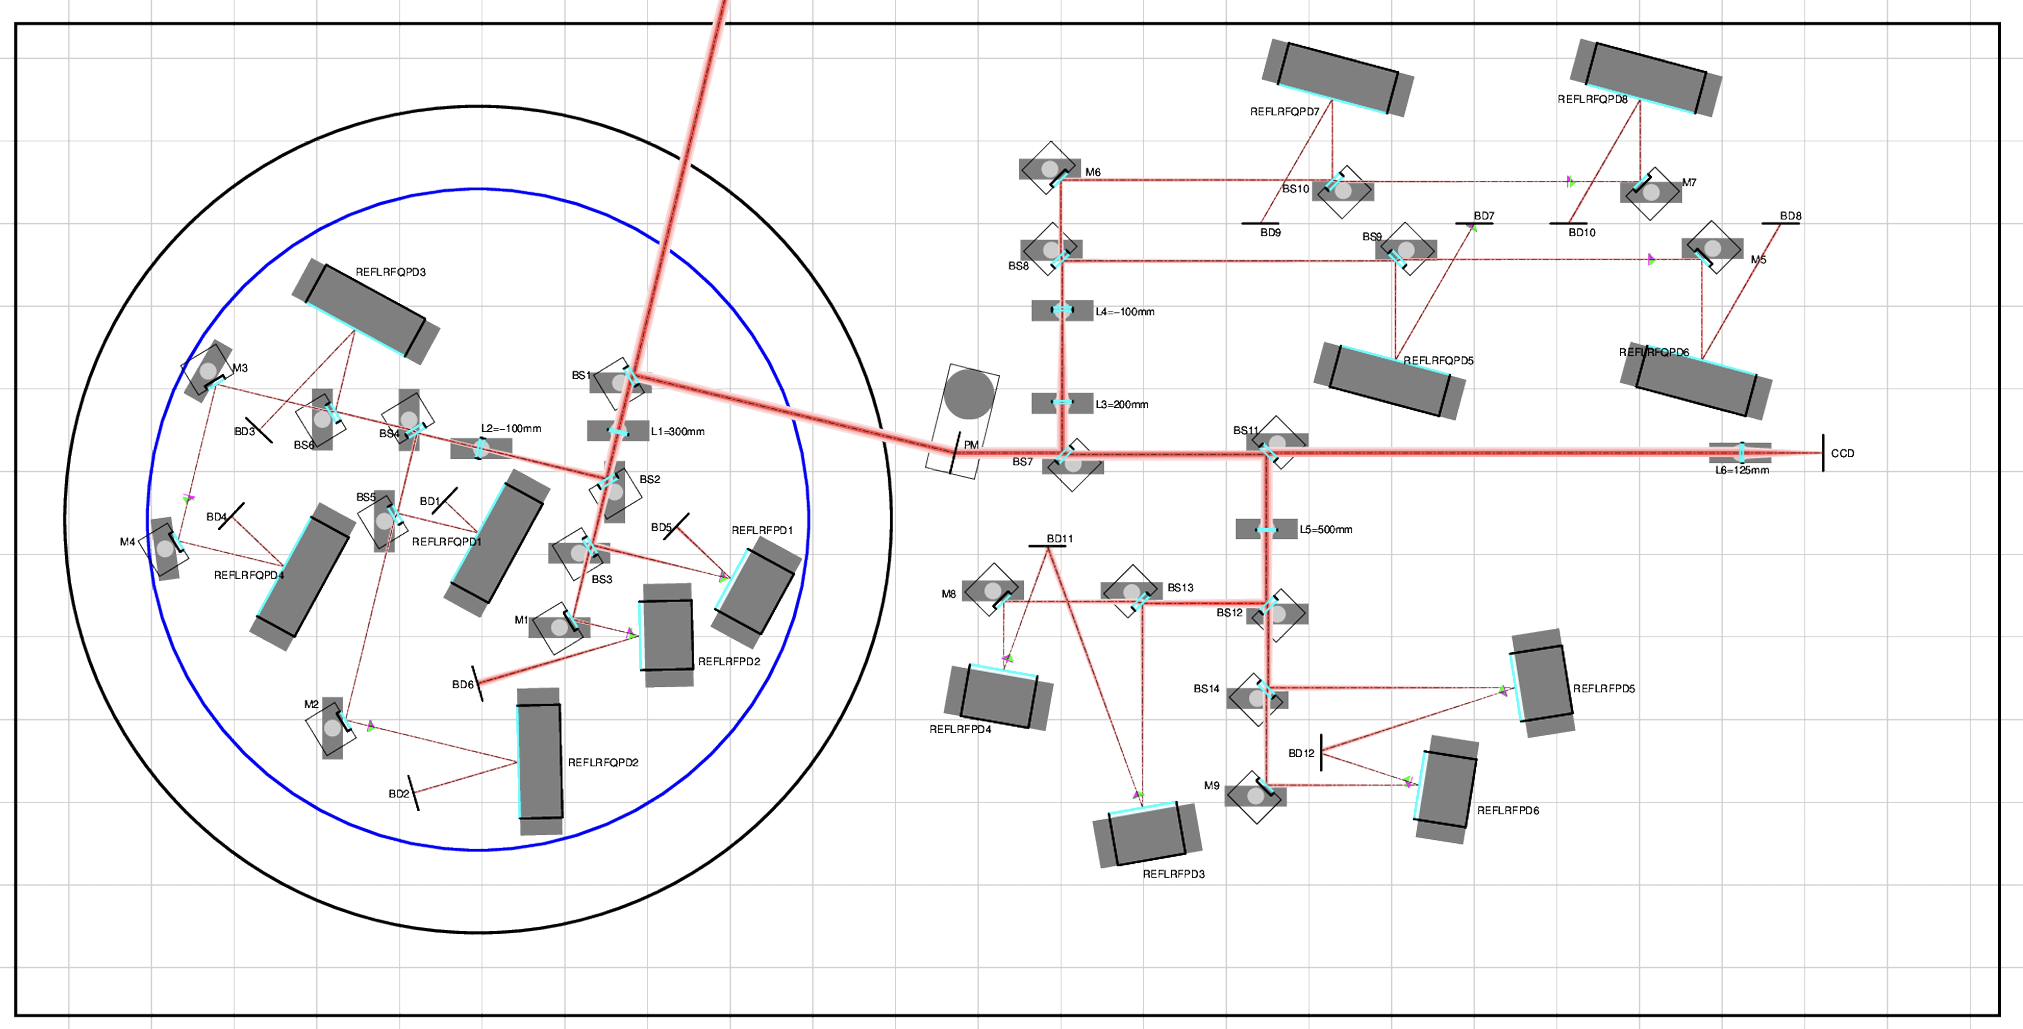 REFLRFQPD7
REFLRFQPD8
M6
BS10
M7
BD9
BD10
BD7
BD8
BS9
BS8
M5
REFLRFQPD3
L4=-100mm
REFLRFQPD5
REFLRFQPD6
M3
BS1
L3=200mm
BD3
BS6
BS4
L2=-100mm
L1=300mm
PM
BS7
BS11
CCD
L6=125mm
BS2
BS5
BD1
BD4
BD5
REFLRFPD1
L5=500mm
M4
REFLRFQPD1
BD11
REFLRFQPD4
BS3
M8
BS13
BS12
M1
REFLRFPD2
BD6
BS14
REFLRFPD5
M2
REFLRFPD4
BD12
REFLRFQPD2
M9
BD2
REFLRFPD6
REFLRFPD3